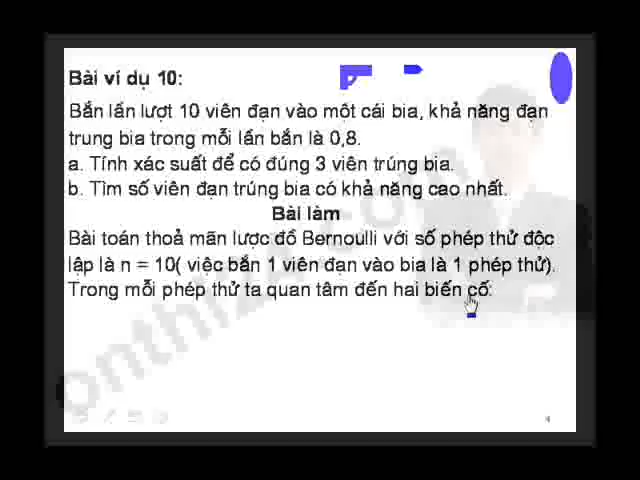 Bài ví dụ 10:
Bắn lần lượt 10 viên đạn vào một cái bia, khả năng đạn
trung bia trong mỗi lần bắn là 0,8.
a. Tính xác suất để có đúng 3 viên trúng bia.
b. Tìm số viên đạn trúng bia có khả năng cao nhất.
Bài làm
Bài toán thoả mãn lược đồ Bernoulli với số phép thử độc
lập là n = 10( việc bắn 1 viên đạn vào bia là 1 phép thử).
Trong mỗi phép thử ta quan tâm đến hai biến cố:
onthi24.com
4